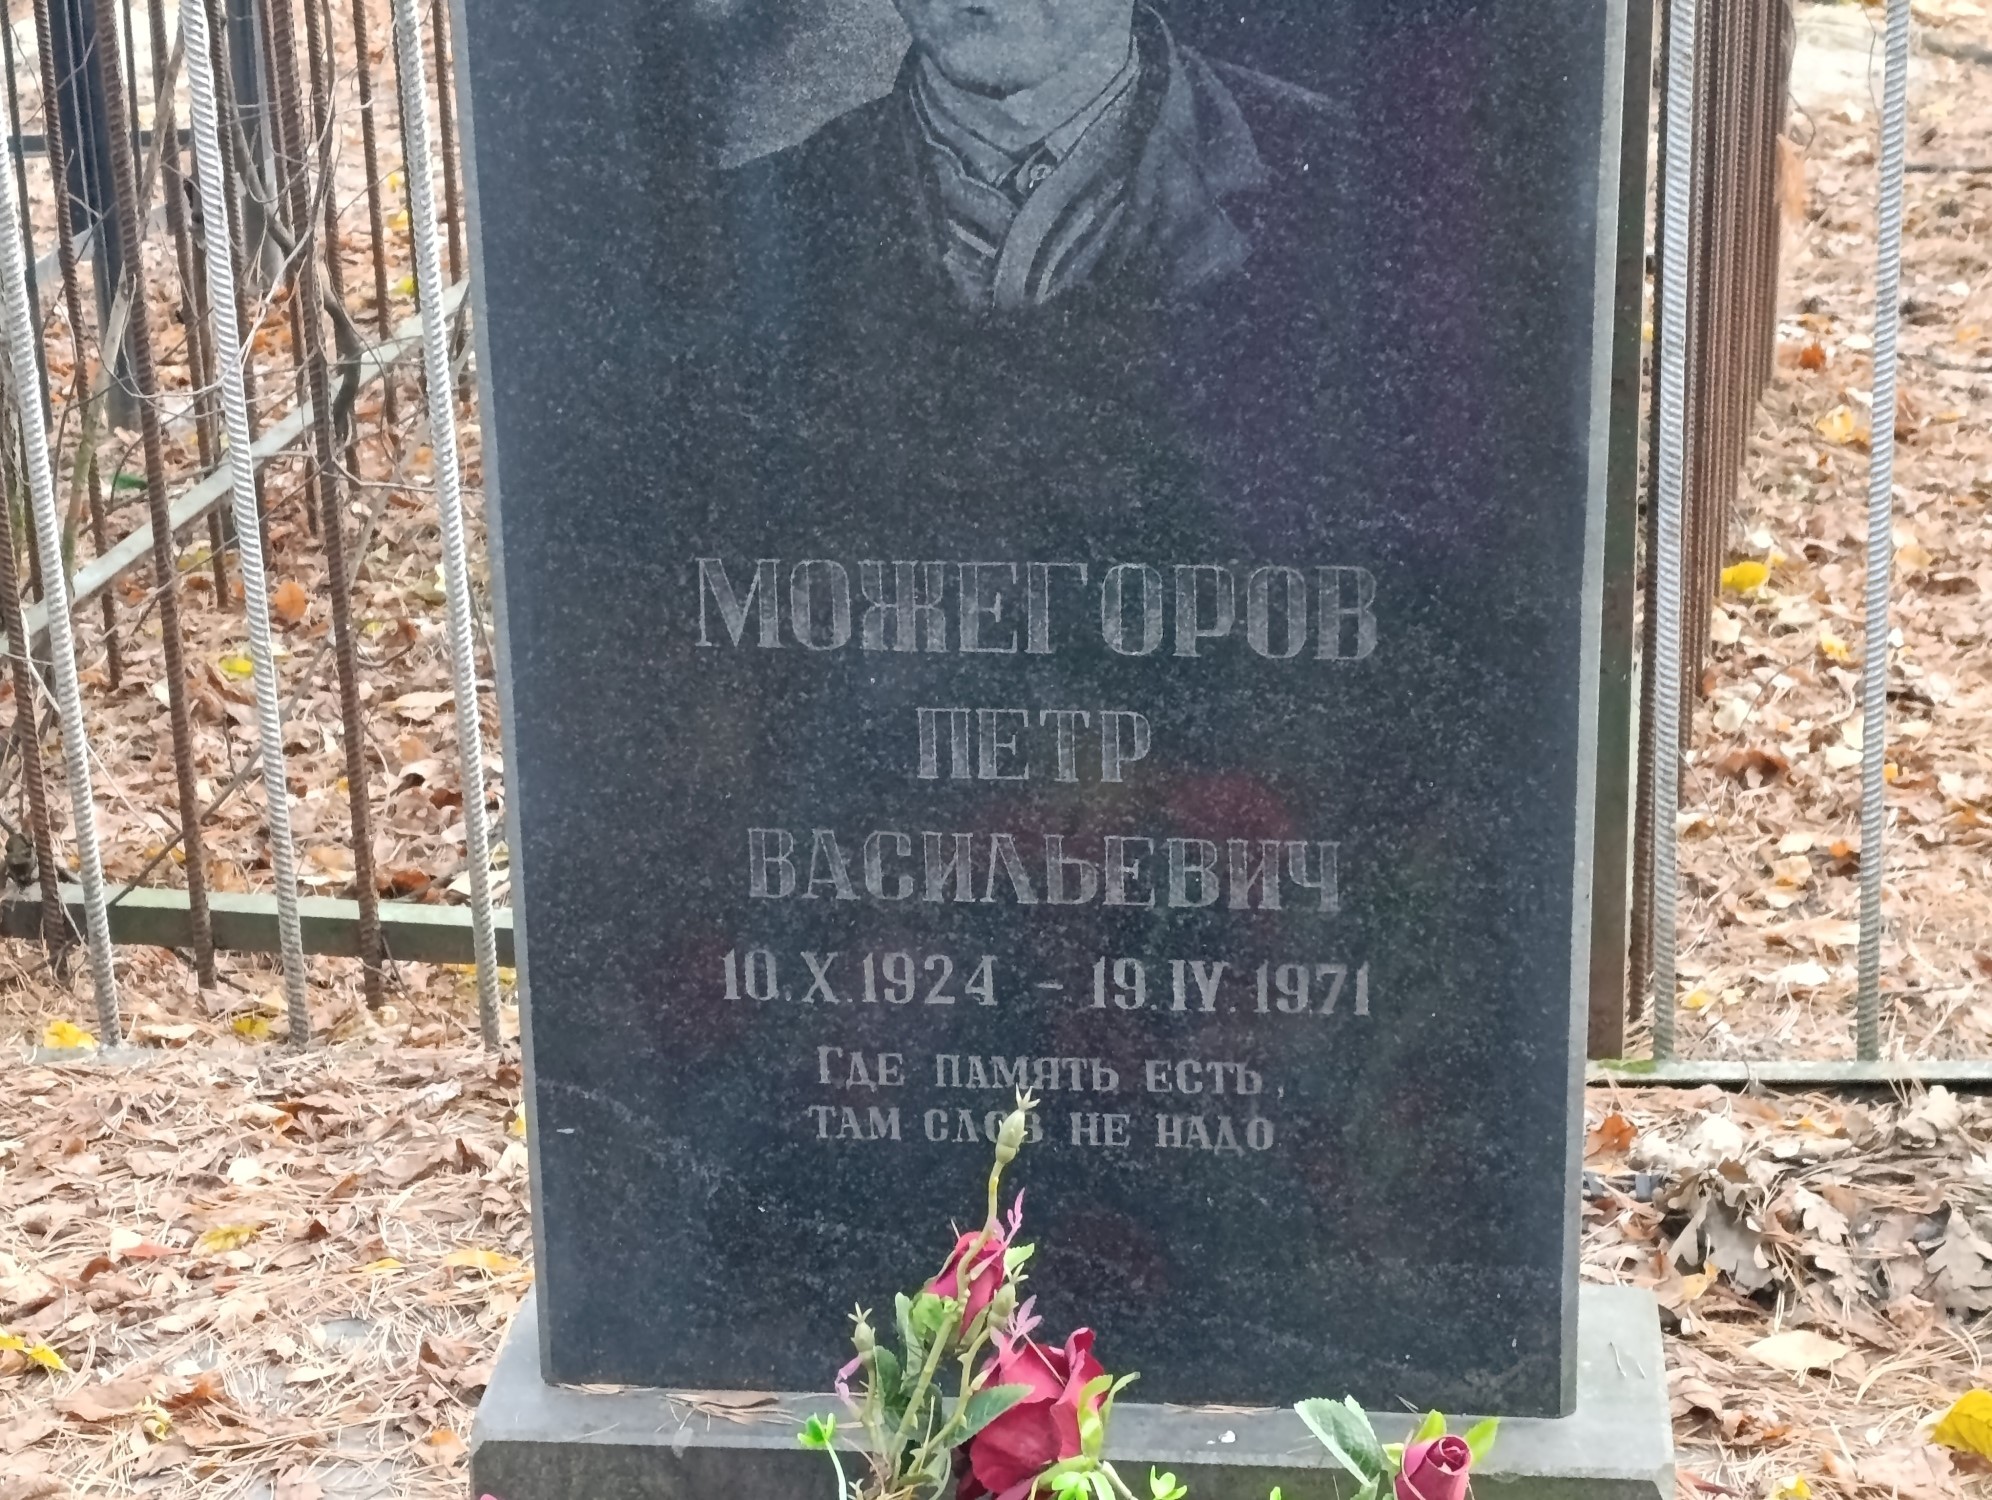 МОЖЕГОРОВ
ПЕТР
ВАСИЛЬЕВИЧ
10.X.1924 - 19.IV.1971
ГДЕ ПАМЯТЬ ЕСТЬ,
ТАМ СЛОВ НЕ НАДО